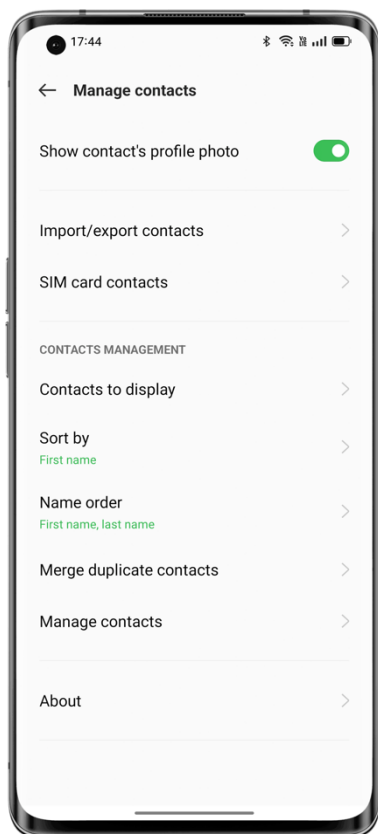 17:44
Manage contacts
Show contact's profile photo
Import/export contacts
SIM card contacts
CONTACTS MANAGEMENT
Contacts to display
Sort by
First name
Name order
First name, last name
Merge duplicate contacts
Manage contacts
About